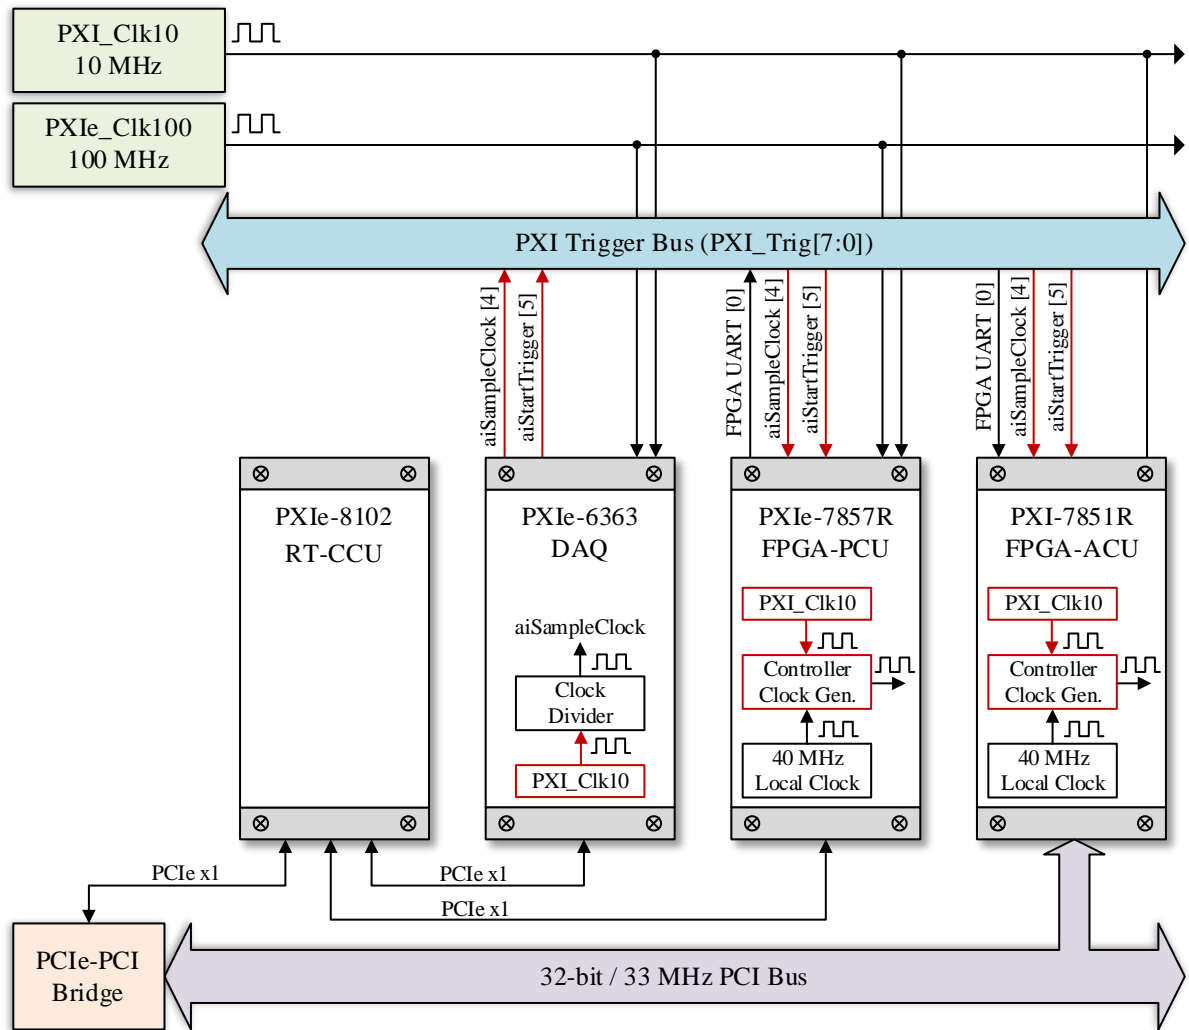 PXI_Clk10
10 MHz
PXIe_Clk100
100 MHz
PXI Trigger Bus (PXI_Trig[7:0])
aiSampleClock [4]
aiStartTrigger [5]
FPGA UART [0]
aiSampleClock [4]
aiStartTrigger [5]
FPGA UART [0]
aiSampleClock [4]
aiStartTrigger [5]
PXIe-8102
RT-CCU
PXIe-6363
DAQ
aiSampleClock
Clock
Divider
PXI_Clk10
PXIe-7857R
FPGA-PCU
PXI_Clk10
Controller
Clock Gen.
40 MHz
Local Clock
PXI-7851R
FPGA-ACU
PXI_Clk10
Controller
Clock Gen.
40 MHz
Local Clock
PCIe x1
PCIe x1
PCIe x1
PCIe-PCI
Bridge
32-bit / 33 MHz PCI Bus